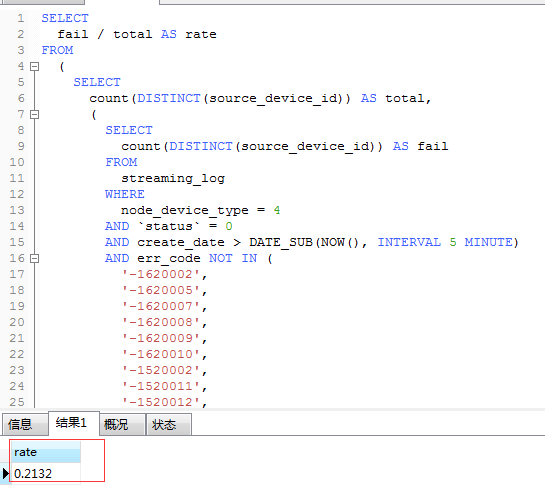 1 SELECT
2 fail / total AS rate
3 FROM
4 (
5 SELECT
6 count(DISTINCT(source_device_id)) AS total,
7 (
8 SELECT
9 count(DISTINCT(source_device_id)) AS fail
10 FROM
11 streaming_log
12 WHERE
13 node_device_type = 4
14 AND `status` = 0
15 AND create_date > DATE_SUB(NOW(), INTERVAL 5 MINUTE)
16 AND err_code NOT IN (
17 '-1620002',
18 '-1620005',
19 '-1620007',
20 '-1620008',
21 '-1620009',
22 '-1620010',
23 '-1520002',
24 '-1520011',
25 '-1520012',
信息 结果1 概况 状态
rate
0.2132